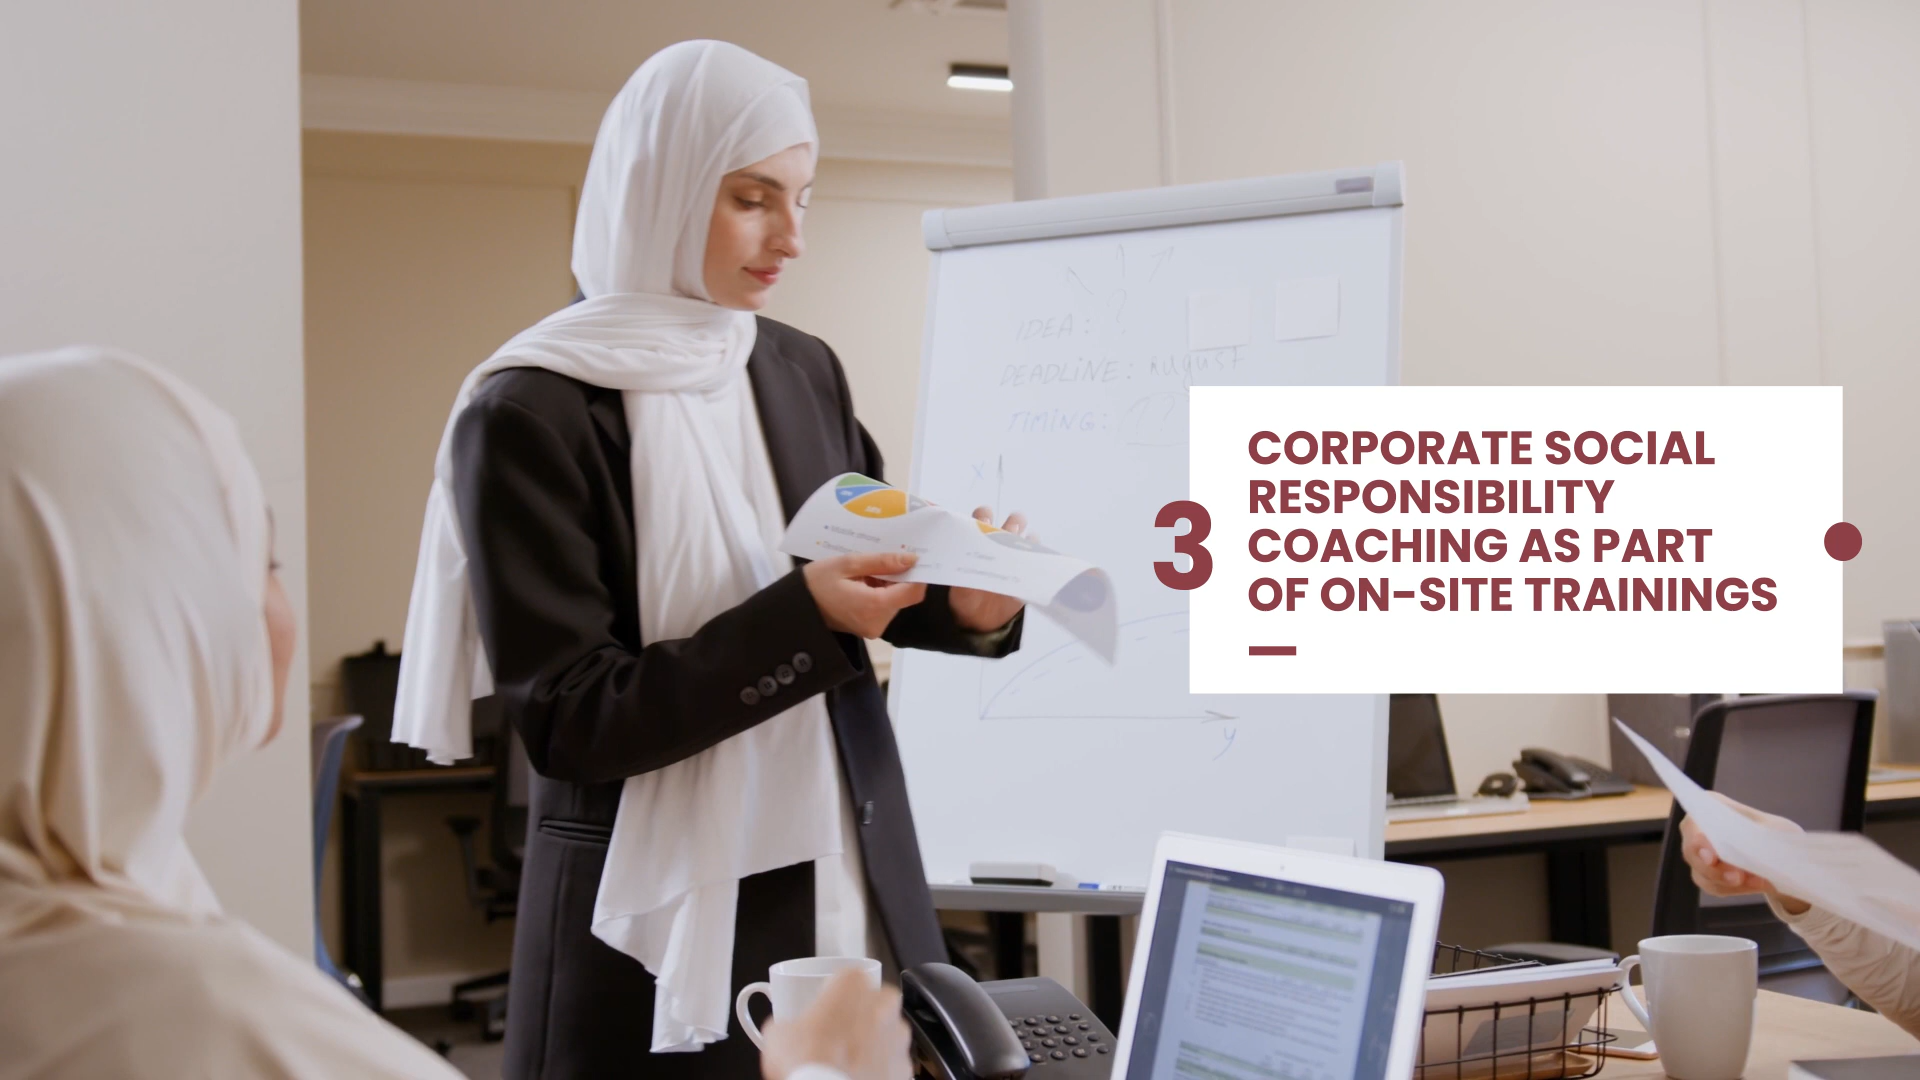 IDEA: ?
DEADLINE: August
TIMING: ??
x
y
3
CORPORATE SOCIAL
RESPONSIBILITY
COACHING AS PART
OF ON-SITE TRAININGS